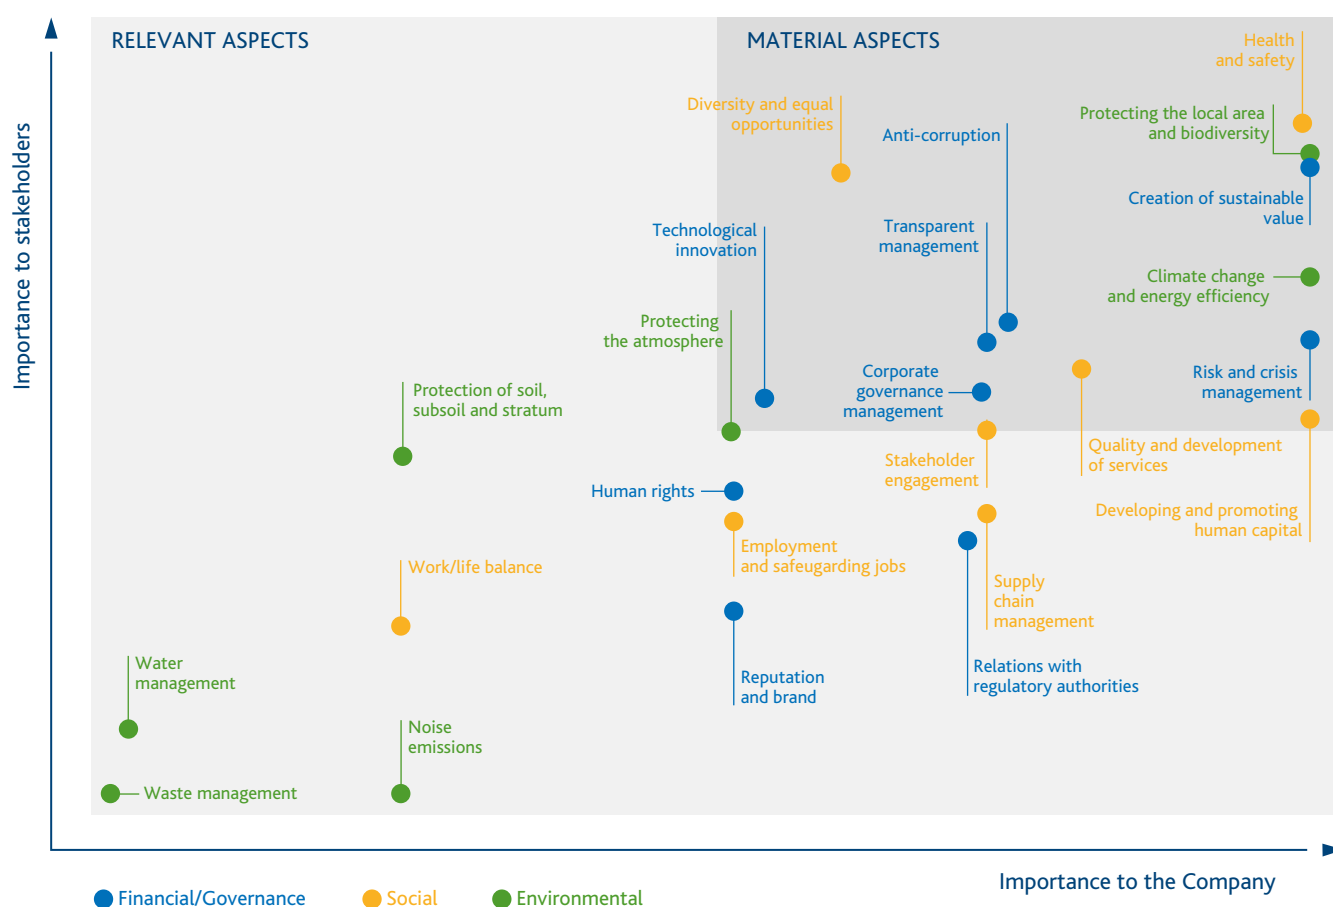 RELEVANT ASPECTS
MATERIAL ASPECTS
Importance to stakeholders
Health
and safety
Diversity and equal
opportunities
Protecting the local area
and biodiversity
Anti-corruption
Creation of sustainable
value
Technological
innovation
Transparent
management
Climate change
and energy efficiency
Protecting
the atmosphere
Corporate
governance
management
Risk and crisis
management
Protection of soil,
subsoil and stratum
Stakeholder
engagement
Quality and development
of services
Human rights
Developing and promoting
human capital
Employment
and safeugarding jobs
Work/life balance
Supply
chain
management
Water
management
Reputation
and brand
Relations with
regulatory authorities
Noise
emissions
Waste management
Importance to the Company
Financial/Governance
Social
Environmental